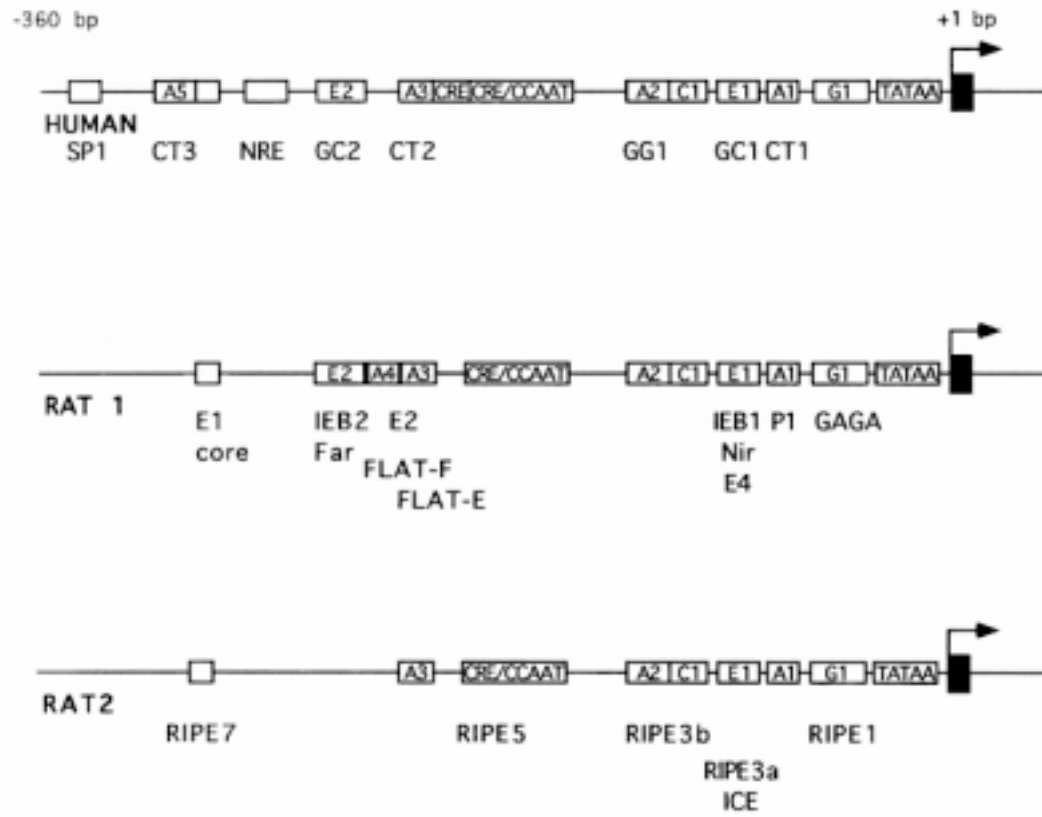 -360 bp +1 bp
A5 E2 A3 CRE CRE/CCAAT A2 C1 E1 A1 G1 TATAA
HUMAN
SP1 CT3 NRE GC2 CT2 GG1 GC1 CT1
E2 A4 A3 CRE/CCAAT A2 C1 E1 A1 G1 TATAA
RAT 1
E1 IEB2 E2 IEB1 P1 GAGA
core Far Nir
FLAT-F E4
FLAT-E
A3 CRE/CCAAT A2 C1 E1 A1 G1 TATAA
RAT2
RIPE7 RIPE5 RIPE3b RIPE1
RIPE3a
ICE